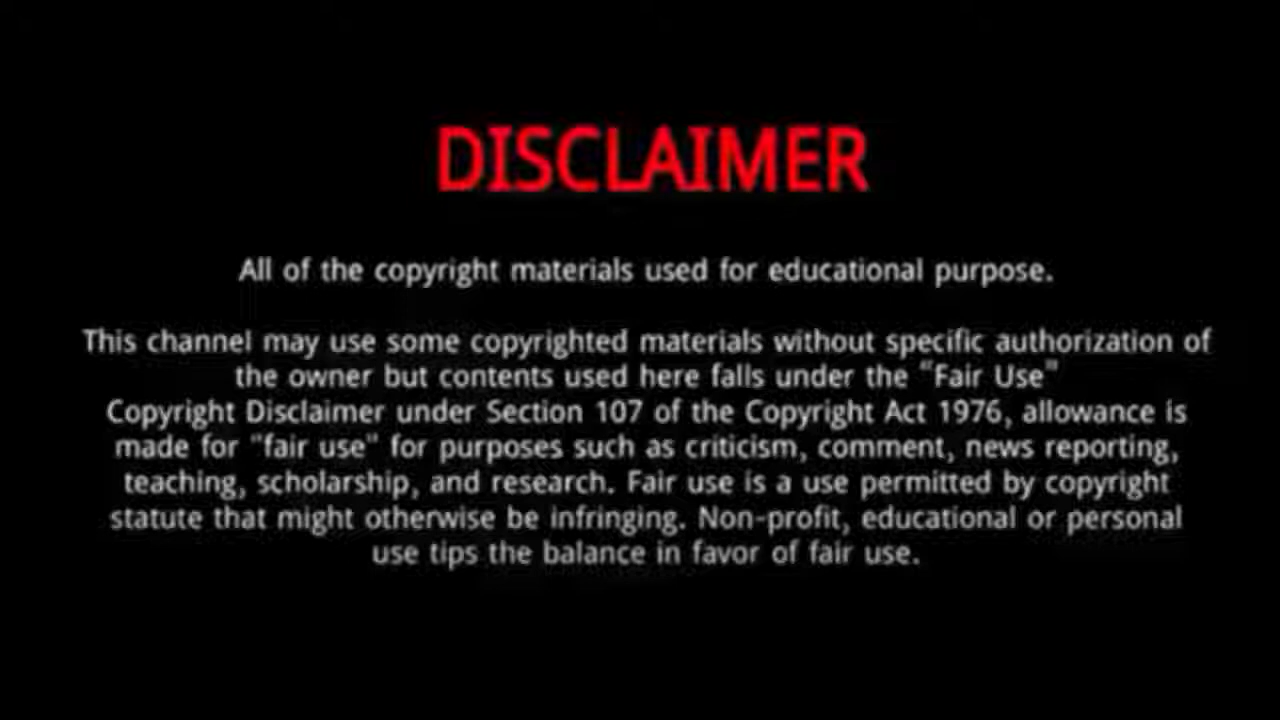 DISCLAIMER
All of the copyright materials used for educational purpose.
This channel may use some copyrighted materials without specific authorization of
the owner but contents used here falls under the “Fair Use”
Copyright Disclaimer under Section 107 of the Copyright Act 1976, allowance is
made for "fair use" for purposes such as criticism, comment, news reporting,
teaching, scholarship, and research. Fair use is a use permitted by copyright
statute that might otherwise be infringing. Non-profit, educational or personal
use tips the balance in favor of fair use.